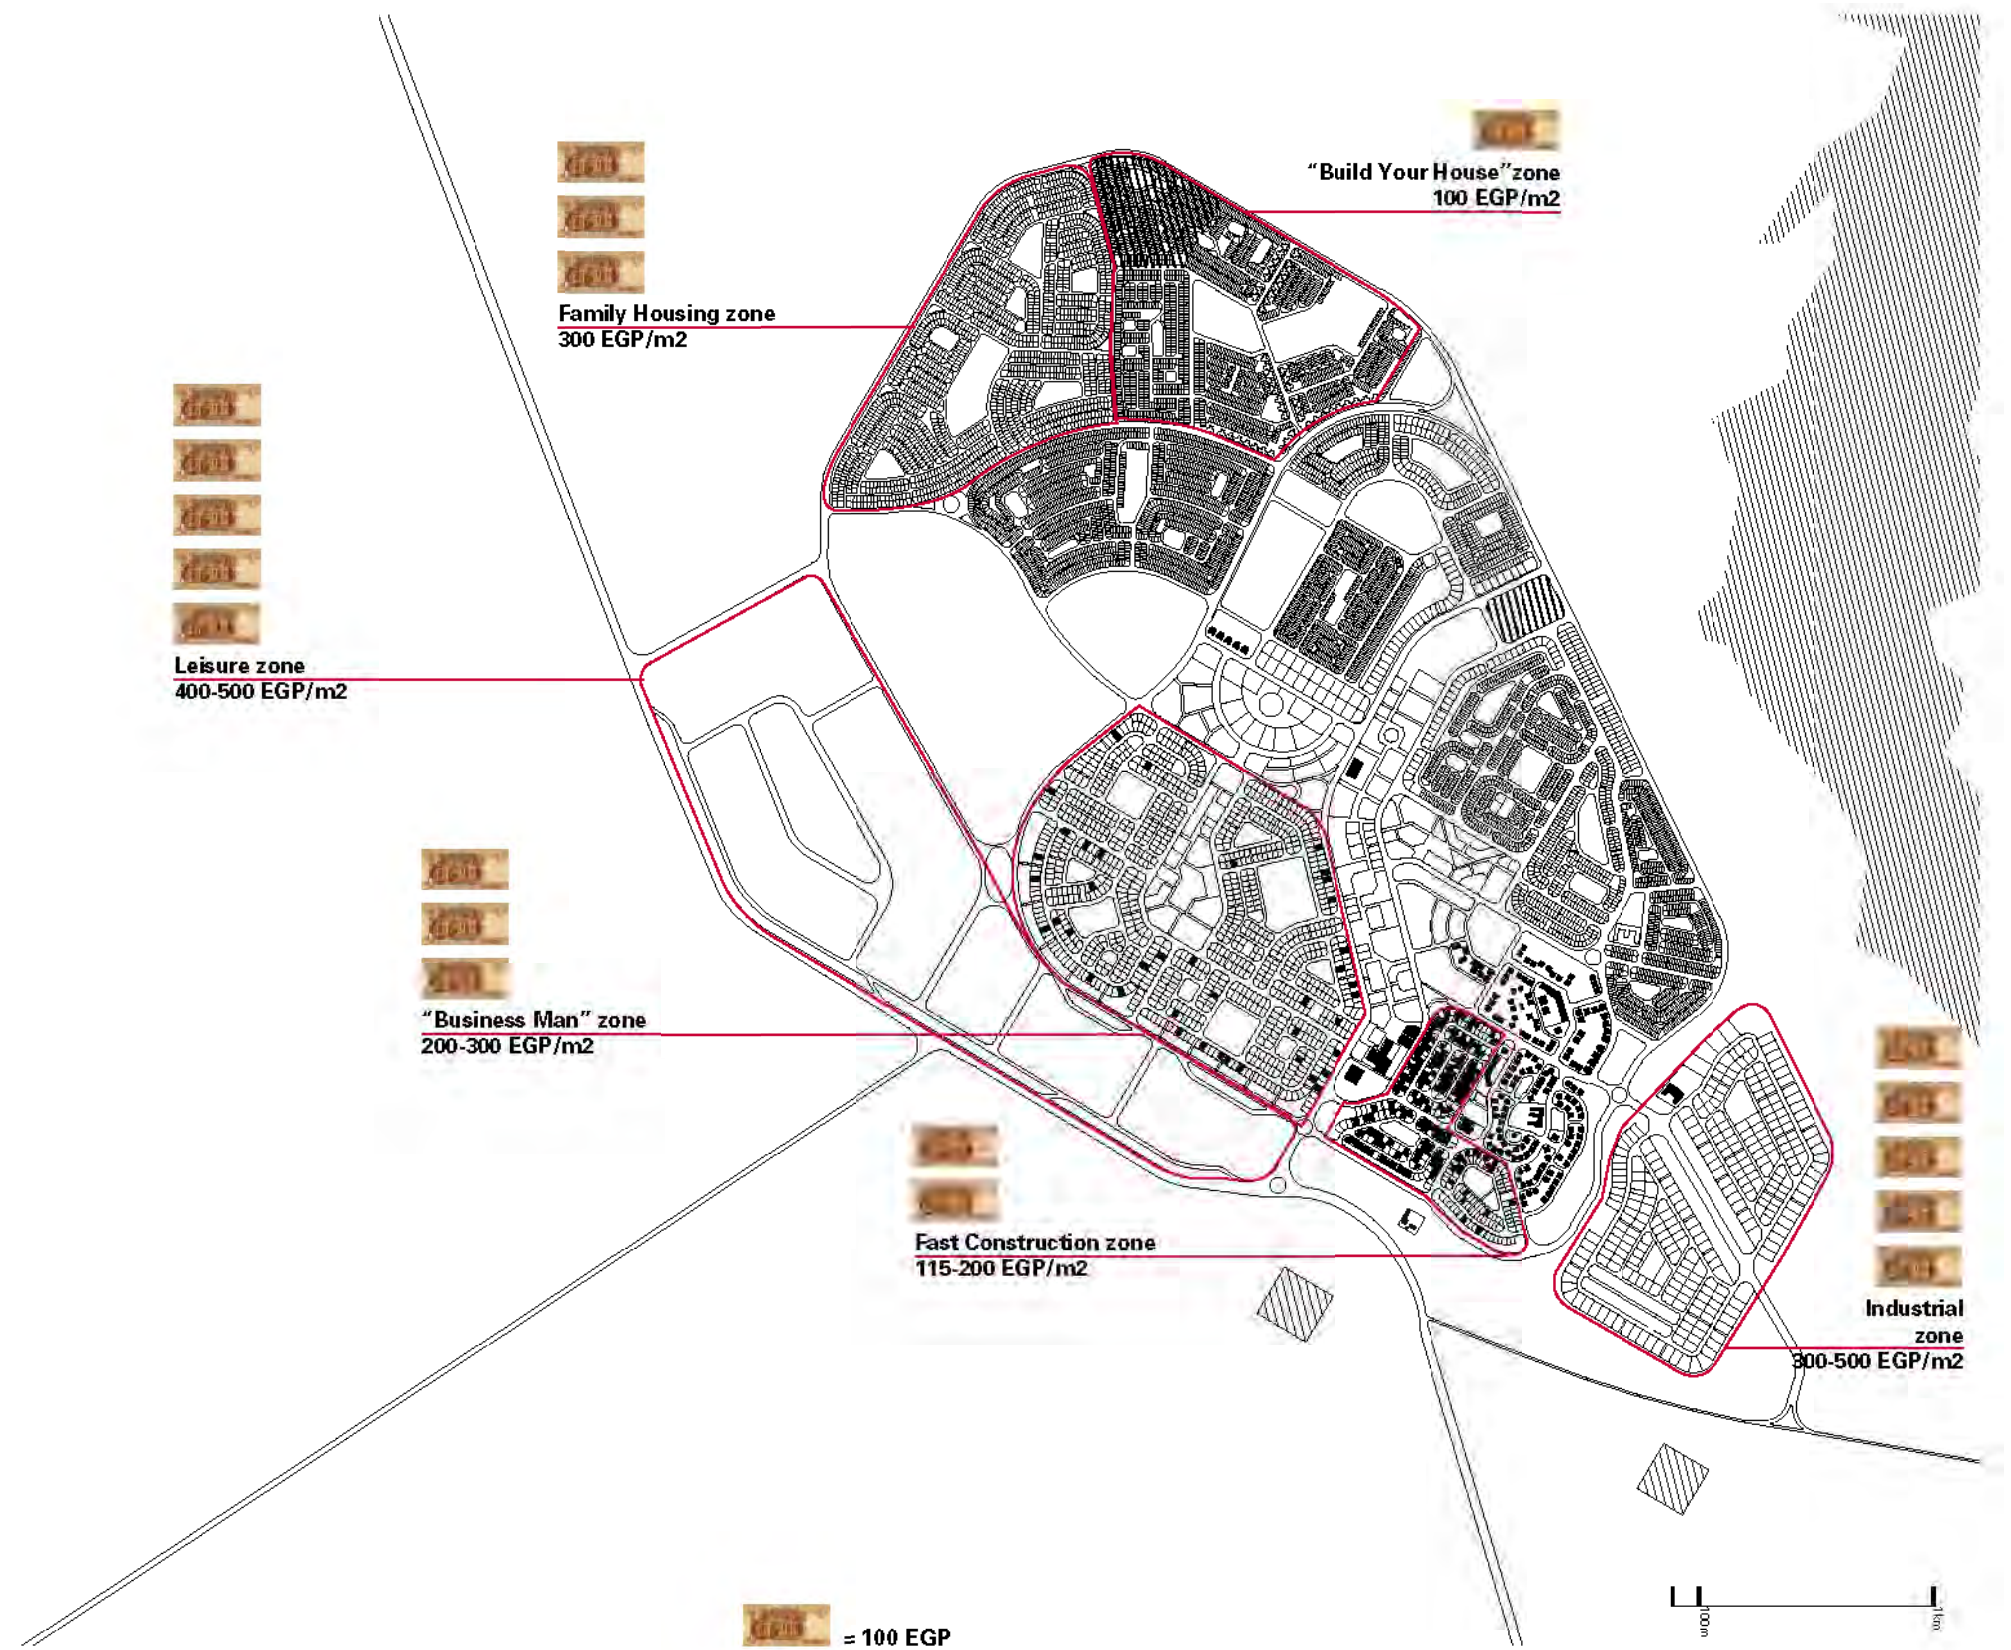 “Build Your House” zone
100 EGP/m2
Family Housing zone
300 EGP/m2
Leisure zone
400-500 EGP/m2
“Business Man” zone
200-300 EGP/m2
Fast Construction zone
115-200 EGP/m2
Industrial
zone
300-500 EGP/m2
= 100 EGP
100m
1km